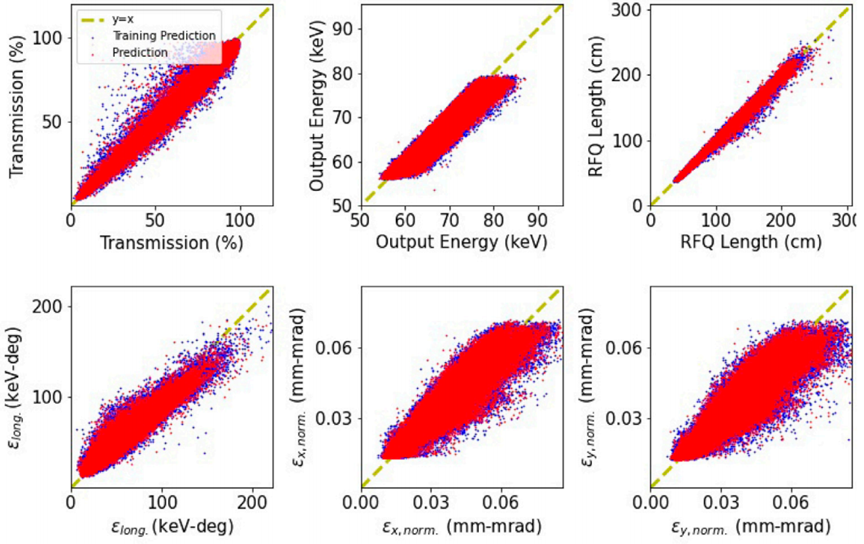 y=x
Training Prediction
Prediction
Transmission (%)
100
50
0
50
100
Transmission (%)
Output Energy (keV)
90
80
70
60
50
50
60
70
80
90
Output Energy (keV)
RFQ Length (cm)
300
200
100
0
0
100
200
300
RFQ Length (cm)
εlong. (keV-deg)
200
100
0
100
200
εlong. (keV-deg)
εx,norm. (mm-mrad)
0.06
0.03
0.00
0.03
0.06
εx,norm. (mm-mrad)
εy,norm. (mm-mrad)
0.06
0.03
0.00
0.03
0.06
εy,norm. (mm-mrad)